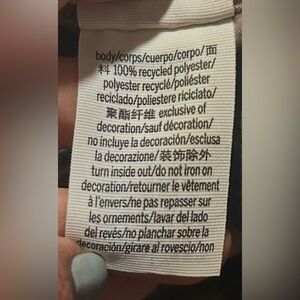 body/corps/cuerpo/corpo/面
料 100% recycled polyester/
polyester recyclé/poliéster
reciclado/poliestere riciclato/
聚酯纤维 exclusive of
decoration/sauf décoration/
no incluye la decoración/esclusa
la decorazione/装饰除外
turn inside out/do not iron on
decoration/retourner le vêtement
à l'envers/ne pas repasser sur
les ornements/lavar del lado
del revés/no planchar sobre la
decoración/girare al rovescio/non